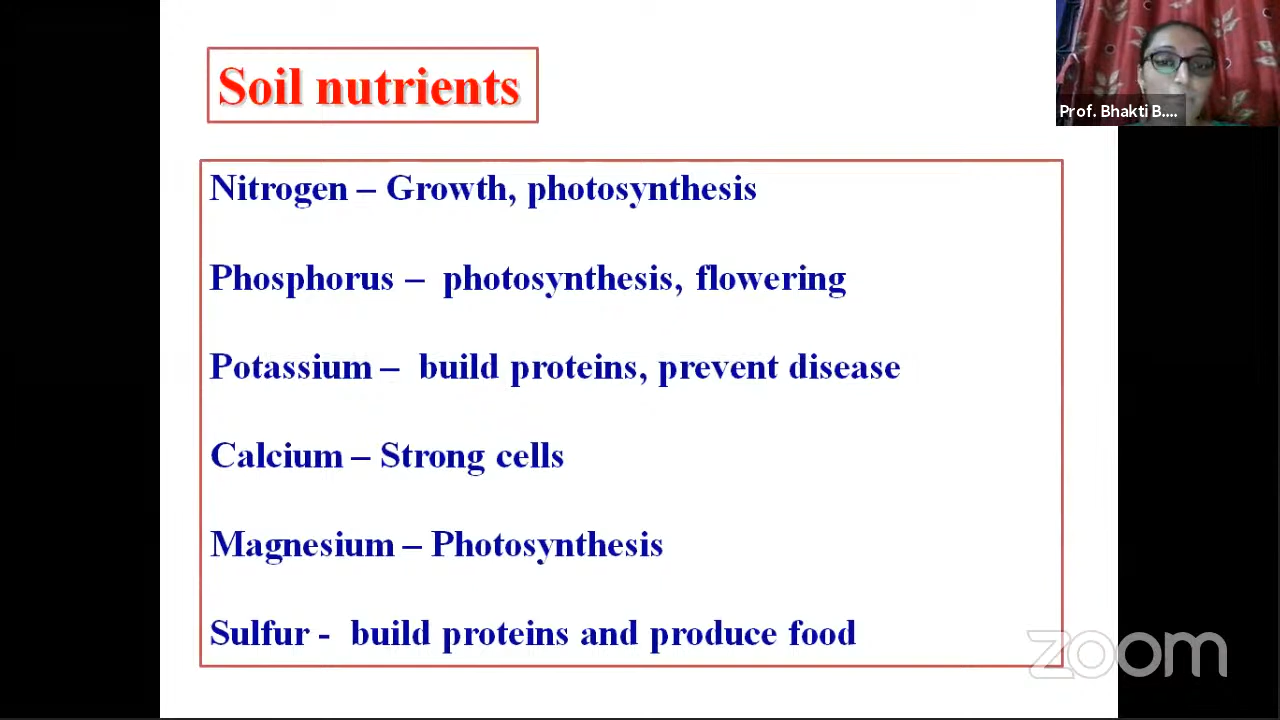 Soil nutrients
Prof. Bhakti B....
Nitrogen – Growth, photosynthesis
Phosphorus – photosynthesis, flowering
Potassium – build proteins, prevent disease
Calcium – Strong cells
Magnesium – Photosynthesis
Sulfur - build proteins and produce food
zoom